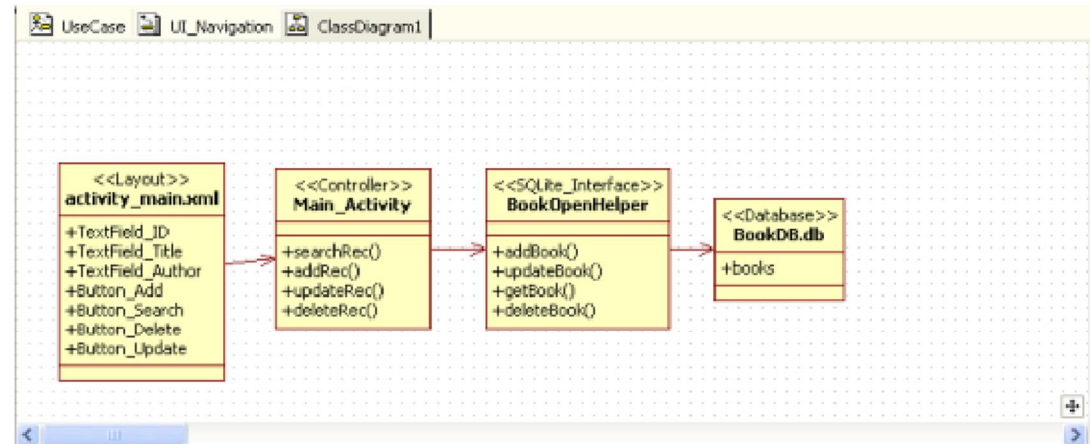 UseCase UI_Navigation ClassDiagram1
<<Layout>>
activity_main.xml
+TextField_ID
+TextField_Title
+TextField_Author
+Button_Add
+Button_Search
+Button_Delete
+Button_Update
<<Controller>>
Main_Activity
+searchRec()
+addRec()
+updateRec()
+deleteRec()
<<SQLite_Interface>>
BookOpenHelper
+addBook()
+updateBook()
+getBook()
+deleteBook()
<<Database>>
BookDB.db
+books